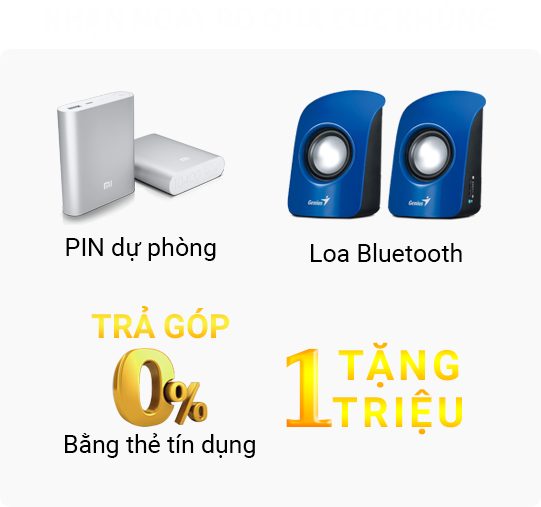 NHẬN NGAY BỘ QUÀ CỰC KHỦNG
mi
PIN dự phòng
Genius
Genius
Loa Bluetooth
TRẢ GÓP
0%
Bằng thẻ tín dụng
1 TẶNG
TRIỆU